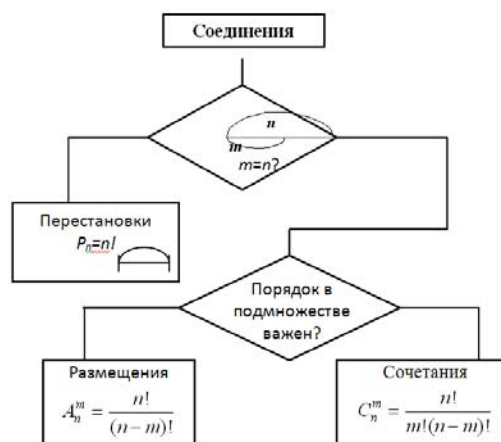 Соединения
n
m
m=n?
Перестановки
Pn=n!
Порядок в
подмножестве
важен?
Размещения
A_n^m = n! / (n−m)!
Сочетания
C_n^m = n! / m!(n−m)!